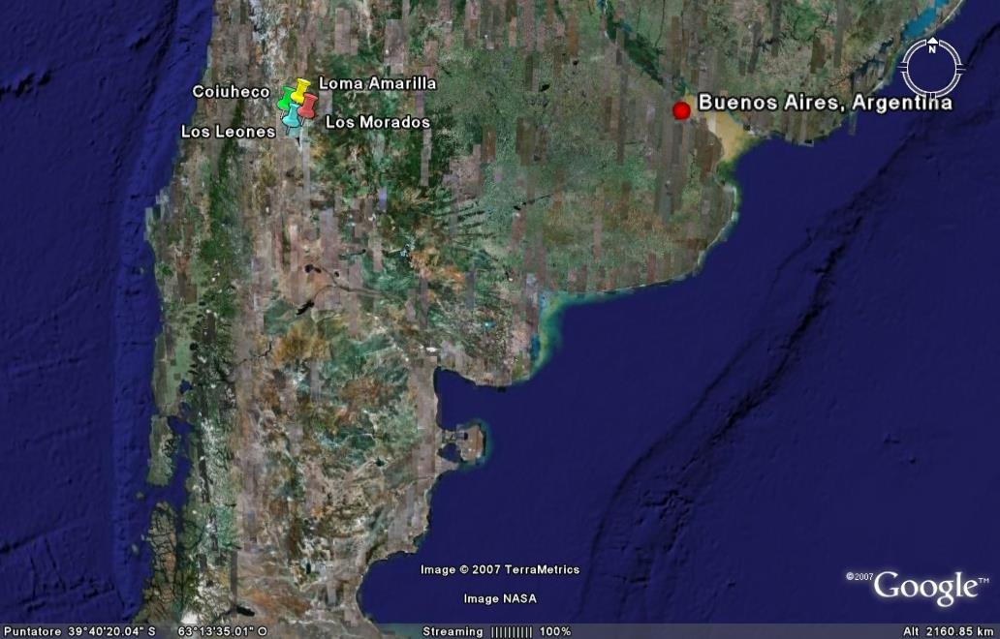 N
Loma Amarilla
Coiuheco
Buenos Aires, Argentina
Los Morados
Los Leones
Image © 2007 TerraMetrics
Image NASA
©2007 Google™
Puntatore 39°40'20.04" S 63°13'35.01" O Streaming |||||||||| 100% Alt 2160.85 km